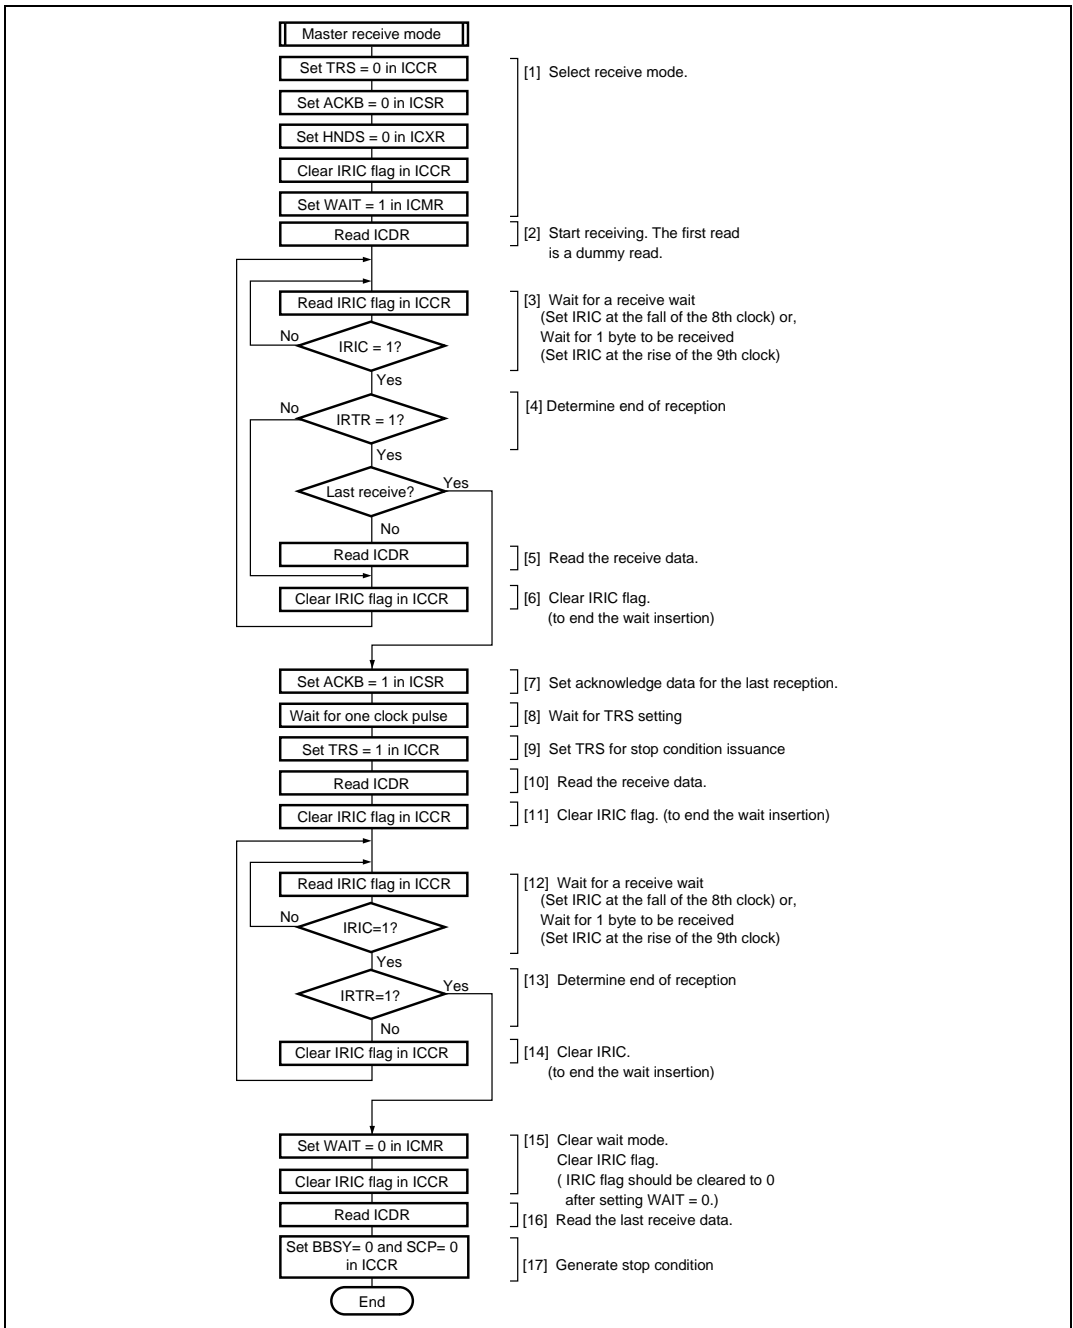 Master receive mode
Set TRS = 0 in ICCR
[1] Select receive mode.
Set ACKB = 0 in ICSR
Set HNDS = 0 in ICXR
Clear IRIC flag in ICCR
Set WAIT = 1 in ICMR
Read ICDR
[2] Start receiving. The first read
is a dummy read.
Read IRIC flag in ICCR
[3] Wait for a receive wait
(Set IRIC at the fall of the 8th clock) or,
Wait for 1 byte to be received
(Set IRIC at the rise of the 9th clock)
No
IRIC = 1?
Yes
No
IRTR = 1?
[4] Determine end of reception
Yes
Last receive?
Yes
No
Read ICDR
[5] Read the receive data.
Clear IRIC flag in ICCR
[6] Clear IRIC flag.
(to end the wait insertion)
Set ACKB = 1 in ICSR
[7] Set acknowledge data for the last reception.
Wait for one clock pulse
[8] Wait for TRS setting
Set TRS = 1 in ICCR
[9] Set TRS for stop condition issuance
Read ICDR
[10] Read the receive data.
Clear IRIC flag in ICCR
[11] Clear IRIC flag. (to end the wait insertion)
Read IRIC flag in ICCR
[12] Wait for a receive wait
(Set IRIC at the fall of the 8th clock) or,
Wait for 1 byte to be received
(Set IRIC at the rise of the 9th clock)
No
IRIC=1?
Yes
IRTR=1?
Yes
[13] Determine end of reception
No
Clear IRIC flag in ICCR
[14] Clear IRIC.
(to end the wait insertion)
Set WAIT = 0 in ICMR
[15] Clear wait mode.
Clear IRIC flag.
( IRIC flag should be cleared to 0
after setting WAIT = 0.)
Clear IRIC flag in ICCR
Read ICDR
[16] Read the last receive data.
Set BBSY= 0 and SCP= 0
in ICCR
[17] Generate stop condition
End